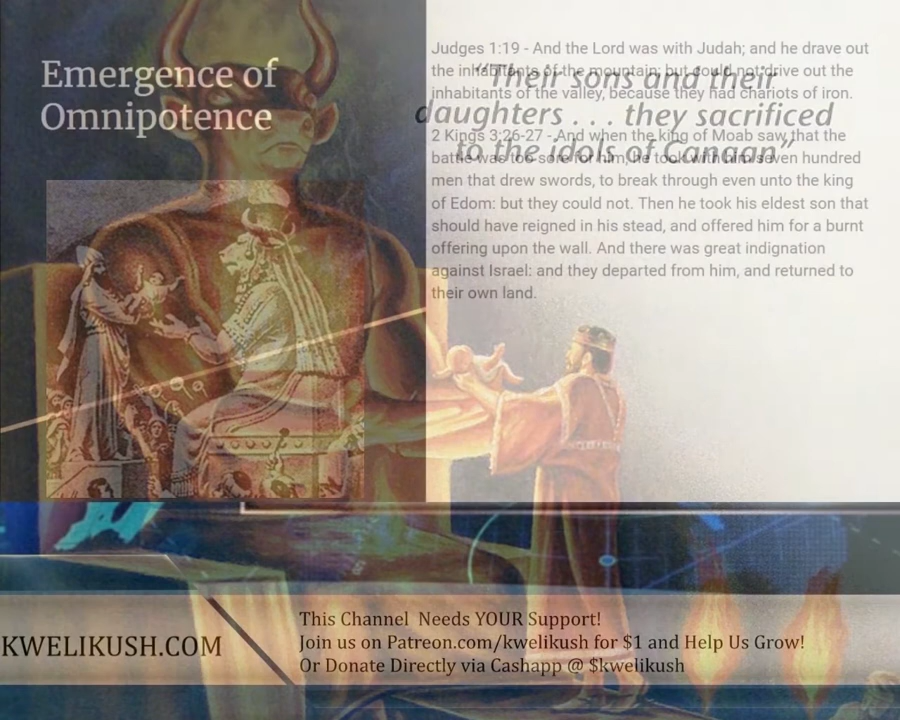 Emergence of
Omnipotence
Judges 1:19 - And the Lord was with Judah; and he drave out
the inhabitants of the mountain; but could not drive out the
inhabitants of the valley, because they had chariots of iron.
2 Kings 3:26-27 - And when the king of Moab saw that the
battle was too sore for him, he took with him seven hundred
men that drew swords, to break through even unto the king
of Edom: but they could not. Then he took his eldest son that
should have reigned in his stead, and offered him for a burnt
offering upon the wall. And there was great indignation
against Israel: and they departed from him, and returned to
their own land.
“Their sons and their
daughters . . . they sacrificed
to the idols of Canaan”
KWELIKUSH.COM
This Channel Needs YOUR Support!
Join us on Patreon.com/kwelikush for $1 and Help Us Grow!
Or Donate Directly via Cashapp @ $kwelikush